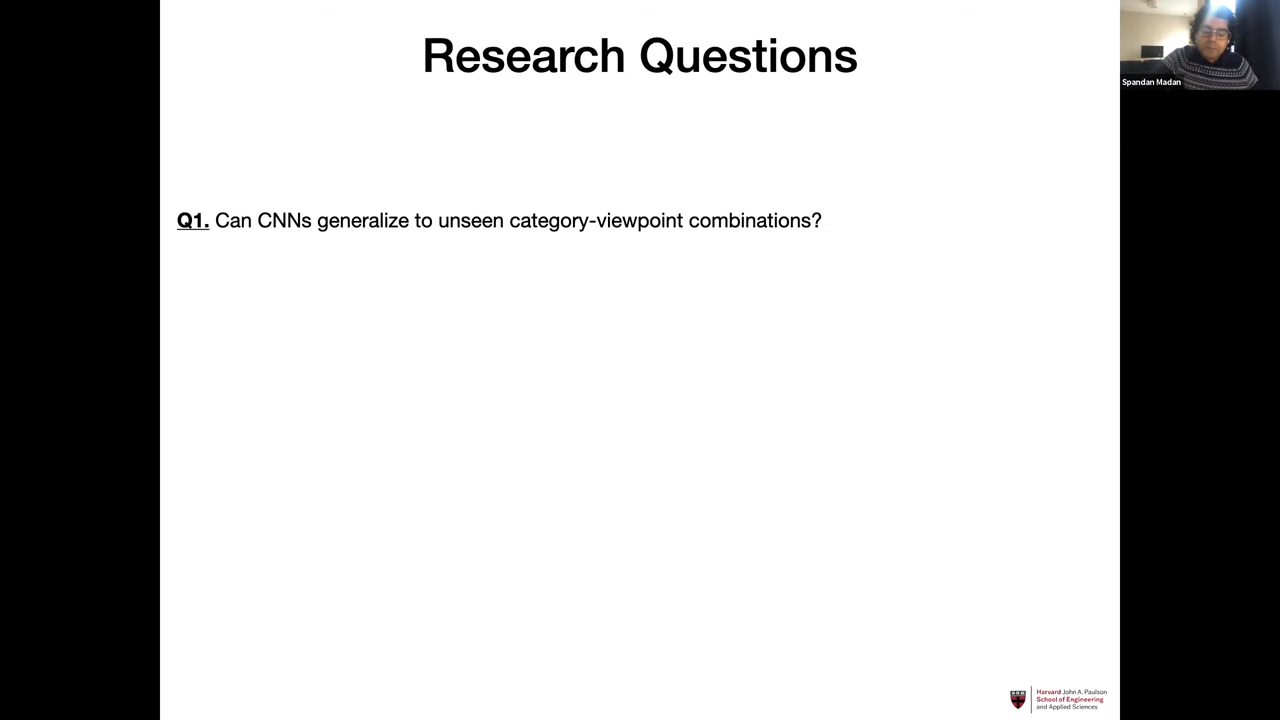 Research Questions
Spandan Madan
Q1. Can CNNs generalize to unseen category-viewpoint combinations?
Harvard John A. Paulson
School of Engineering
and Applied Sciences